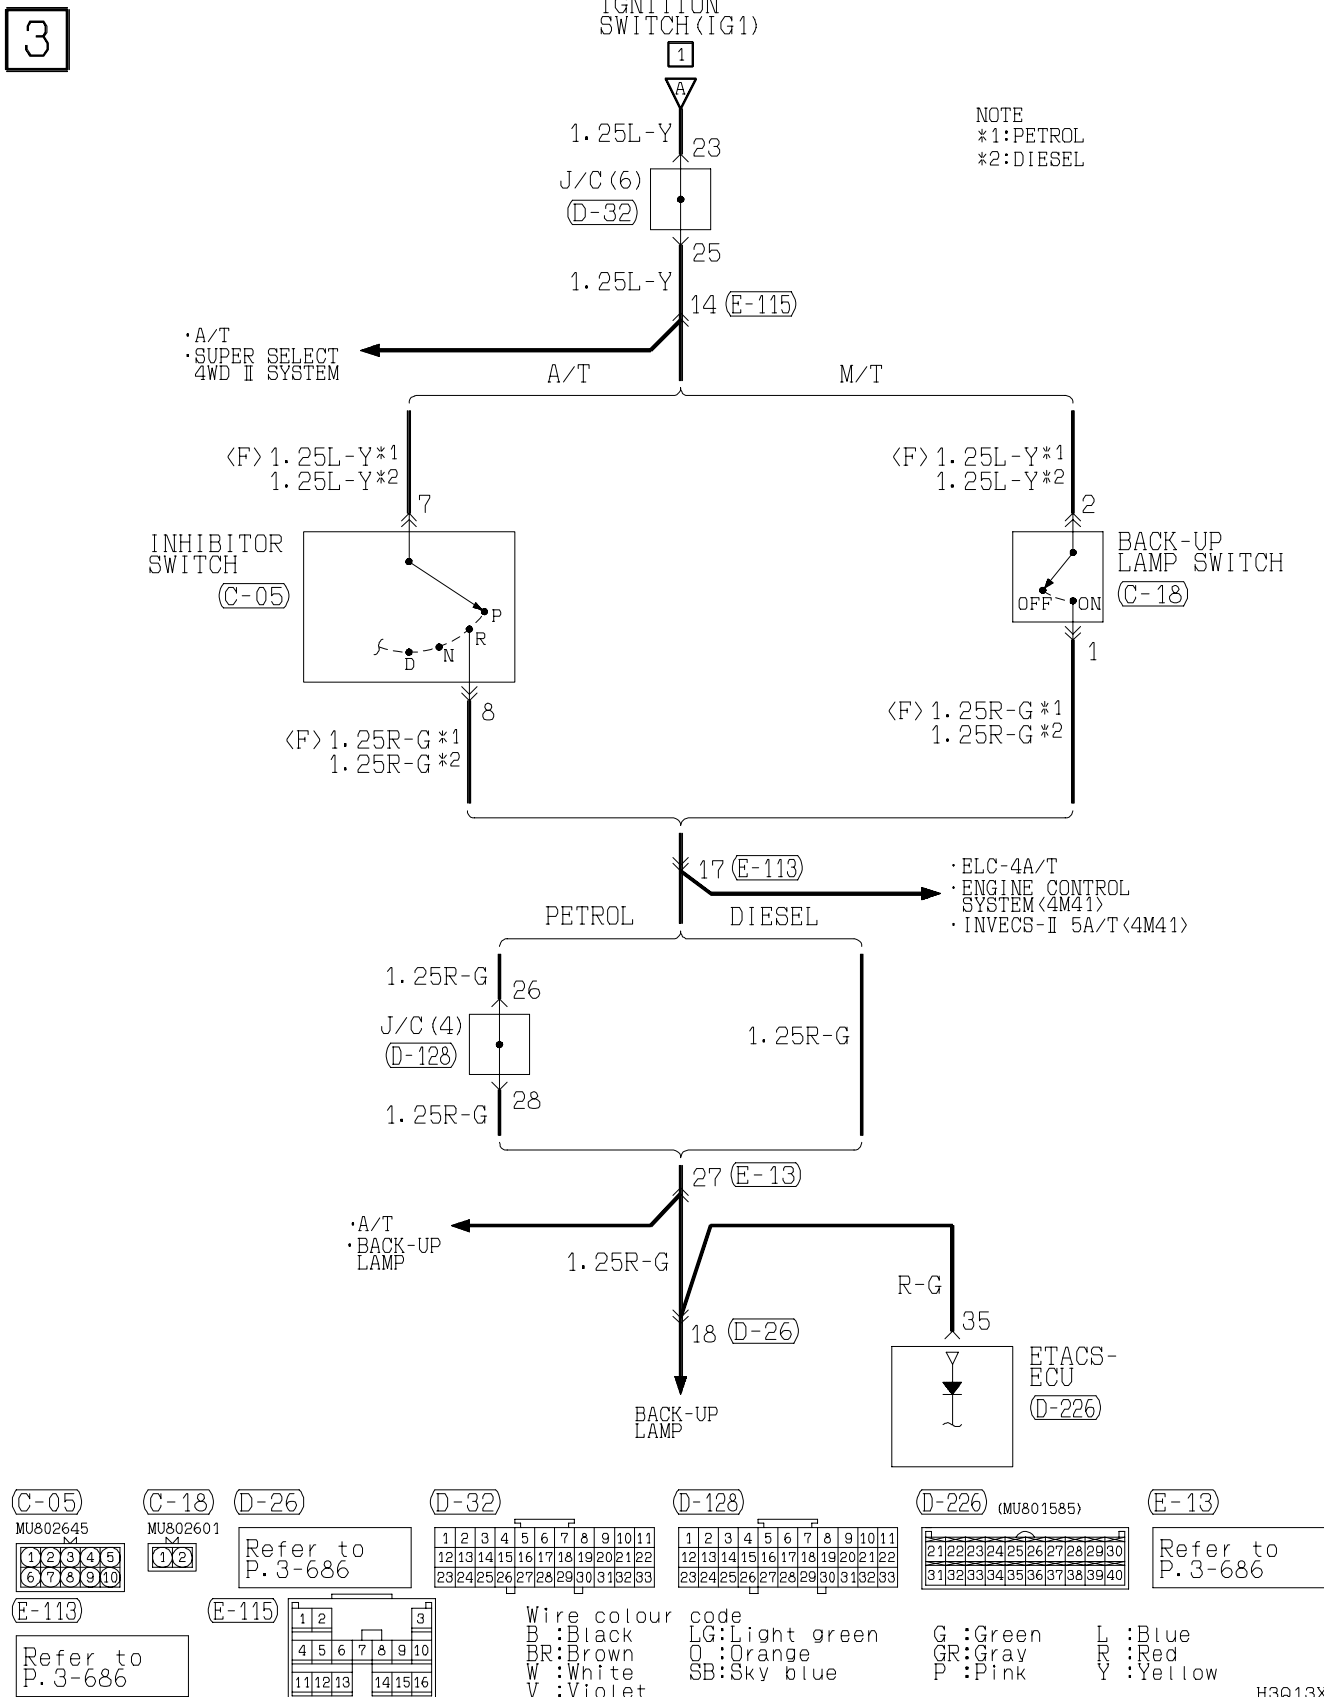 3
IGNITION
SWITCH(IG1)
1
A
1.25L-Y
23
NOTE
*1:PETROL
*2:DIESEL
J/C(6)
(D-32)
25
1.25L-Y
14 (E-115)
·A/T
·SUPER SELECT
4WD Ⅱ SYSTEM
A/T
M/T
<F>1.25L-Y*1
1.25L-Y*2
7
<F>1.25L-Y*1
1.25L-Y*2
2
INHIBITOR
SWITCH
(C-05)
P
R
N
D
BACK-UP
LAMP SWITCH
(C-18)
OFF
ON
8
1
<F>1.25R-G*1
1.25R-G*2
<F>1.25R-G*1
1.25R-G*2
17 (E-113)
·ELC-4A/T
·ENGINE CONTROL
SYSTEM<4M41>
·INVECS-Ⅱ 5A/T<4M41>
PETROL
DIESEL
1.25R-G
26
J/C(4)
(D-128)
1.25R-G
28
1.25R-G
27 (E-13)
·A/T
·BACK-UP
LAMP
1.25R-G
R-G
18 (D-26)
35
ETACS-
ECU
(D-226)
BACK-UP
LAMP
(C-05)
MU802645
1 2 3 4 5
6 7 8 9 10
(C-18)
MU802601
1 2
(D-26)
Refer to
P.3-686
(D-32)
1 2 3 4 5 6 7 8 9 10 11
12 13 14 15 16 17 18 19 20 21 22
23 24 25 26 27 28 29 30 31 32 33
(D-128)
1 2 3 4 5 6 7 8 9 10 11
12 13 14 15 16 17 18 19 20 21 22
23 24 25 26 27 28 29 30 31 32 33
(D-226) (MU801585)
21 22 23 24 25 26 27 28 29 30
31 32 33 34 35 36 37 38 39 40
(E-13)
Refer to
P.3-686
(E-113)
Refer to
P.3-686
(E-115)
1 2 3
4 5 6 7 8 9 10
11 12 13 14 15 16
Wire colour code
B :Black LG:Light green G :Green L :Blue
BR:Brown O :Orange GR:Gray R :Red
W :White SB:Sky blue P :Pink Y :Yellow
V :Violet
H3Q13X